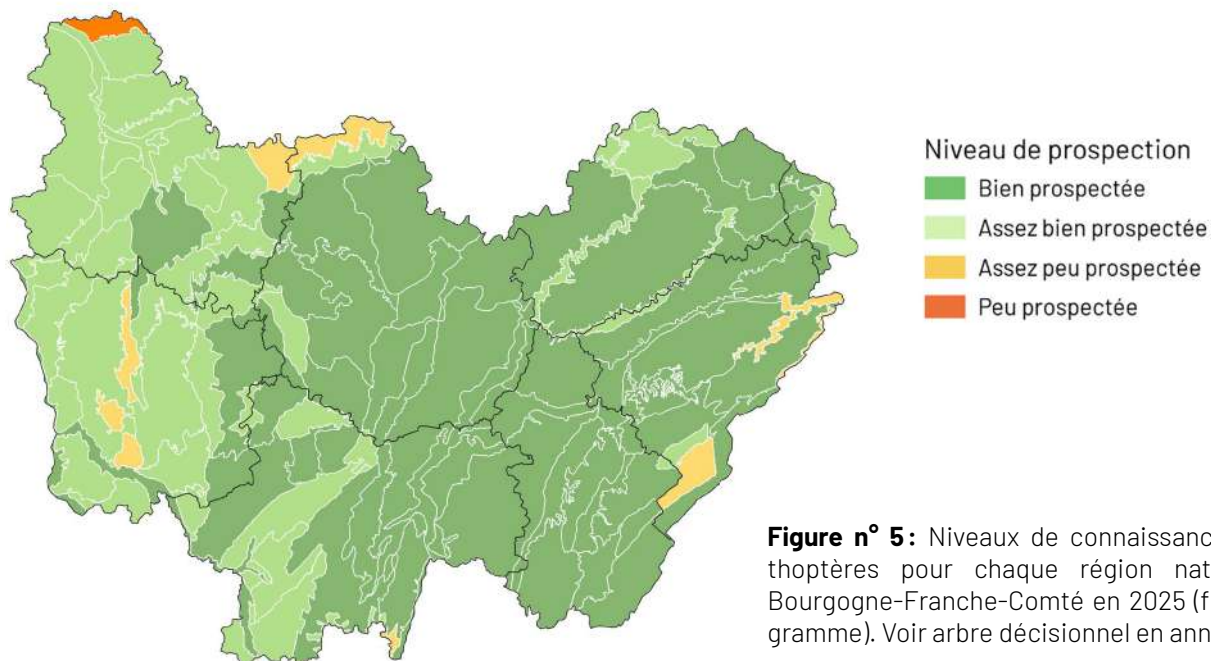 Niveau de prospection
Bien prospectée
Assez bien prospectée
Assez peu prospectée
Peu prospectée
Figure n° 5 : Niveaux de connaissanc
thoptères pour chaque région nat
Bourgogne-Franche-Comté en 2025 (f
gramme). Voir arbre décisionnel en ann